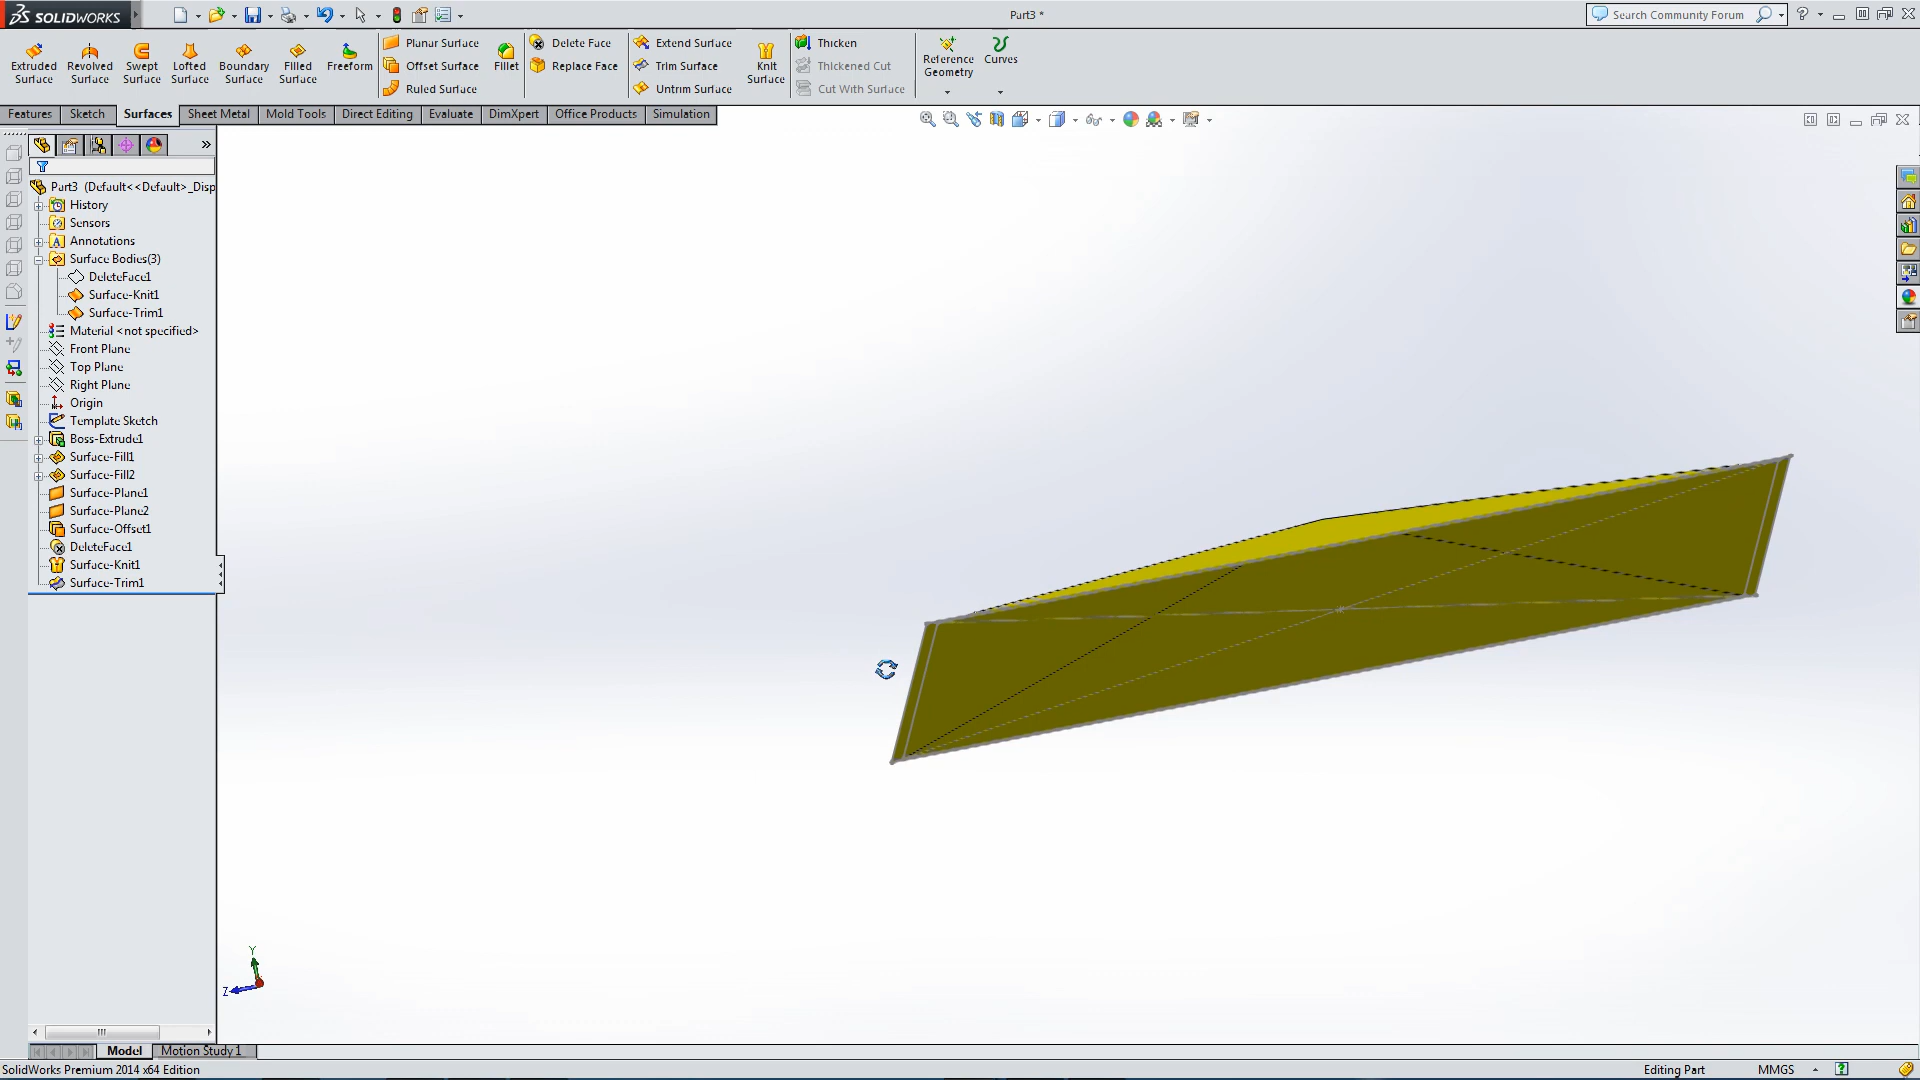 SOLIDWORKS
Part3 *
Search Community Forum
Extruded Surface
Revolved Surface
Swept Surface
Lofted Surface
Boundary Surface
Filled Surface
Freeform
Planar Surface
Offset Surface
Ruled Surface
Fillet
Delete Face
Replace Face
Extend Surface
Trim Surface
Untrim Surface
Knit Surface
Thicken
Thickened Cut
Cut With Surface
Reference Geometry
Curves
Features
Sketch
Surfaces
Sheet Metal
Mold Tools
Direct Editing
Evaluate
DimXpert
Office Products
Simulation
Part3 (Default<<Default>_Disp
History
Sensors
Annotations
Surface Bodies(3)
DeleteFace1
Surface-Knit1
Surface-Trim1
Material <not specified>
Front Plane
Top Plane
Right Plane
Origin
Template Sketch
Boss-Extrude1
Surface-Fill1
Surface-Fill2
Surface-Plane1
Surface-Plane2
Surface-Offset1
DeleteFace1
Surface-Knit1
Surface-Trim1
Y
Z
Model
Motion Study 1
SolidWorks Premium 2014 x64 Edition
Editing Part
MMGS